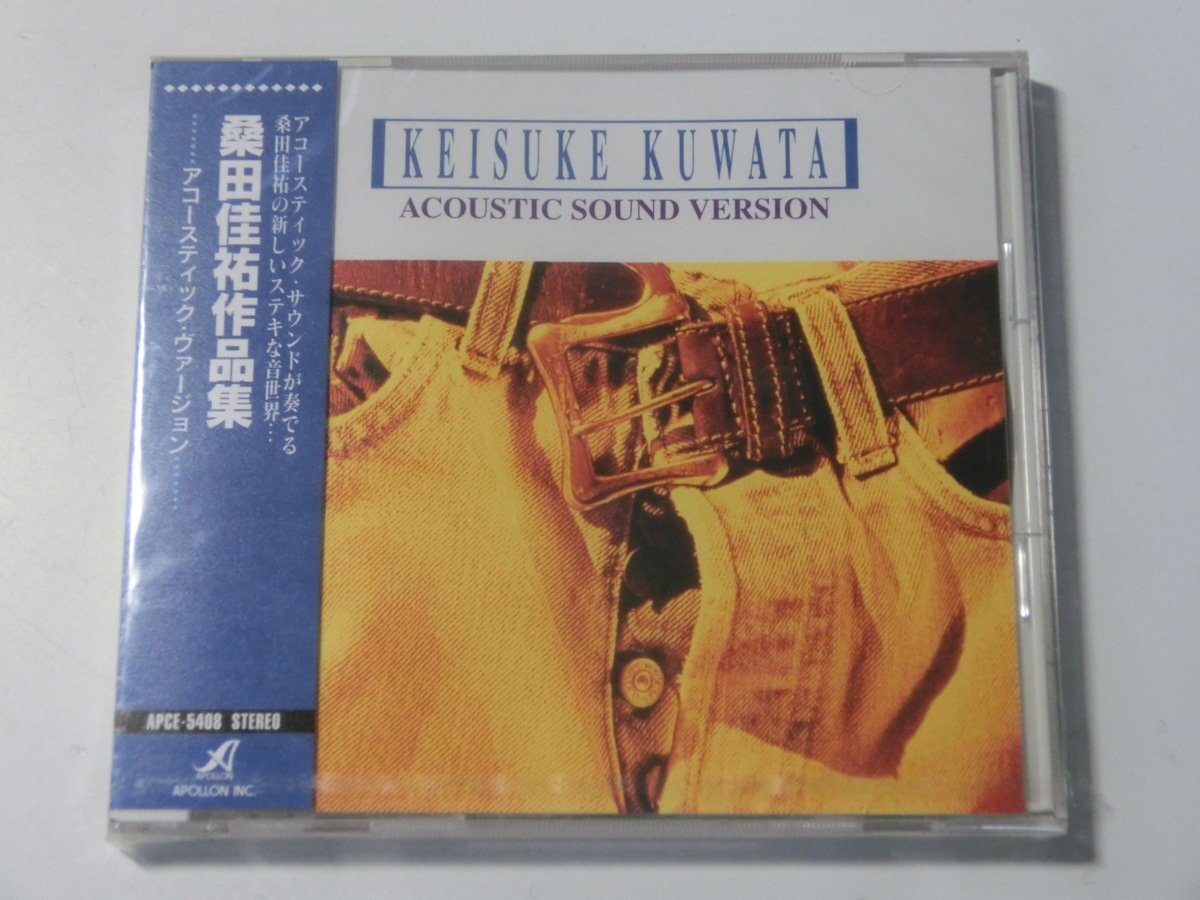 アコースティック・サウンドが奏でる
桑田佳祐の新しいステキな音世界…
桑田佳祐作品集
アコースティック・ヴァージョン
APCE-5408 STEREO
APOLLON
APOLLON INC.
KEISUKE KUWATA
ACOUSTIC SOUND VERSION